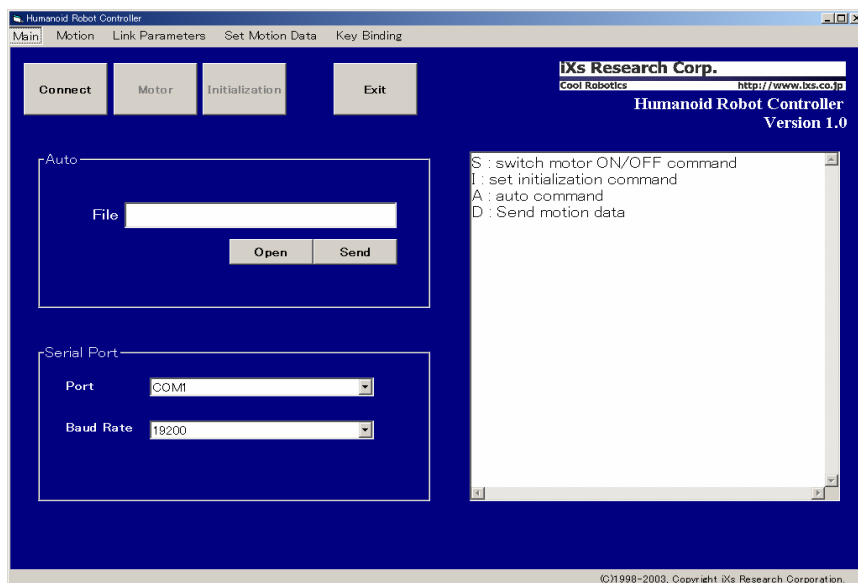 Humanoid Robot Controller
Main Motion Link Parameters Set Motion Data Key Binding
Connect Motor Initialization Exit
iXs Research Corp.
Cool Robotics http://www.ixs.co.jp
Humanoid Robot Controller
Version 1.0
Auto
File
Open Send
Serial Port
Port COM1
Baud Rate 19200
S : switch motor ON/OFF command
I : set initialization command
A : auto command
D : Send motion data
(C)1998-2003, Copyright iXs Research Corporation.